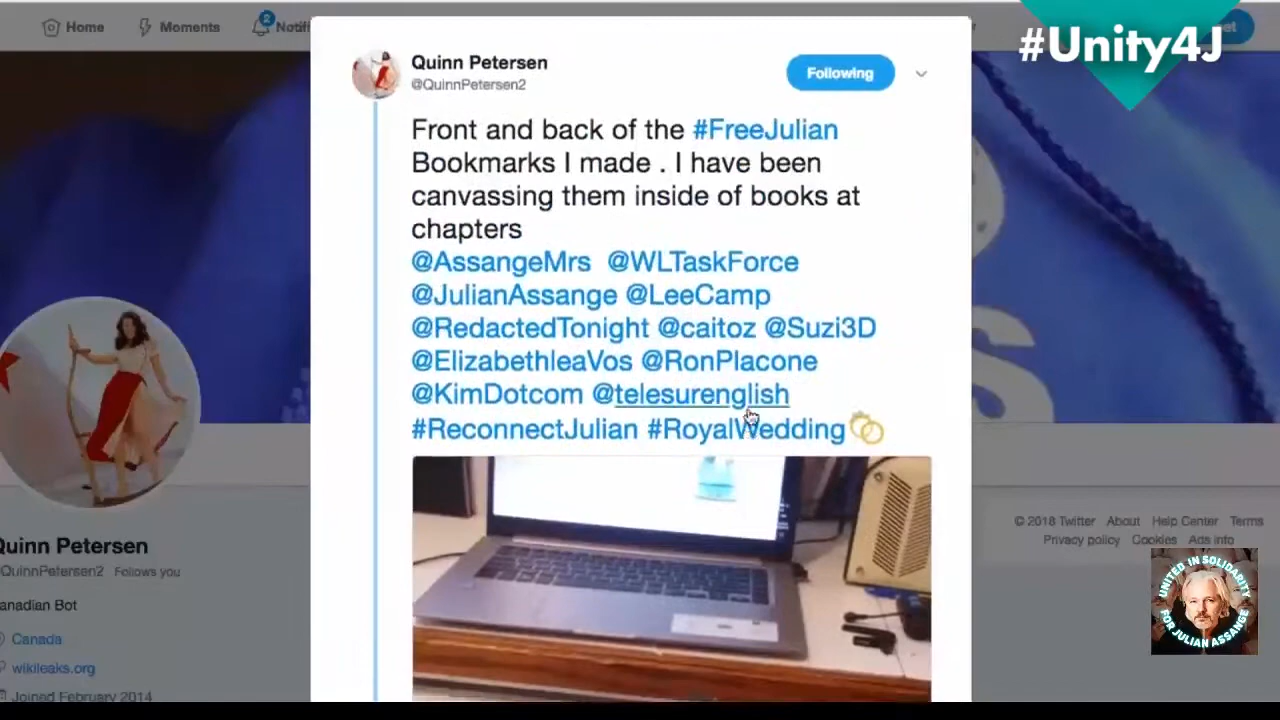 Home
Moments
2
Notifi
#Unity4J
Quinn Petersen
@QuinnPetersen2
Following
Front and back of the #FreeJulian
Bookmarks I made . I have been
canvassing them inside of books at
chapters
@AssangeMrs @WLTaskForce
@JulianAssange @LeeCamp
@RedactedTonight @caitoz @Suzi3D
@ElizabethleaVos @RonPlacone
@KimDotcom @telesurenglish
#ReconnectJulian #RoyalWedding
Quinn Petersen
QuinnPetersen2 Follows you
anadian Bot
Canada
wikileaks.org
Joined February 2014
© 2018 Twitter About Help Center Terms
Privacy policy Cookies Ads info
UNITED IN SOLIDARITY
FOR JULIAN ASSANGE